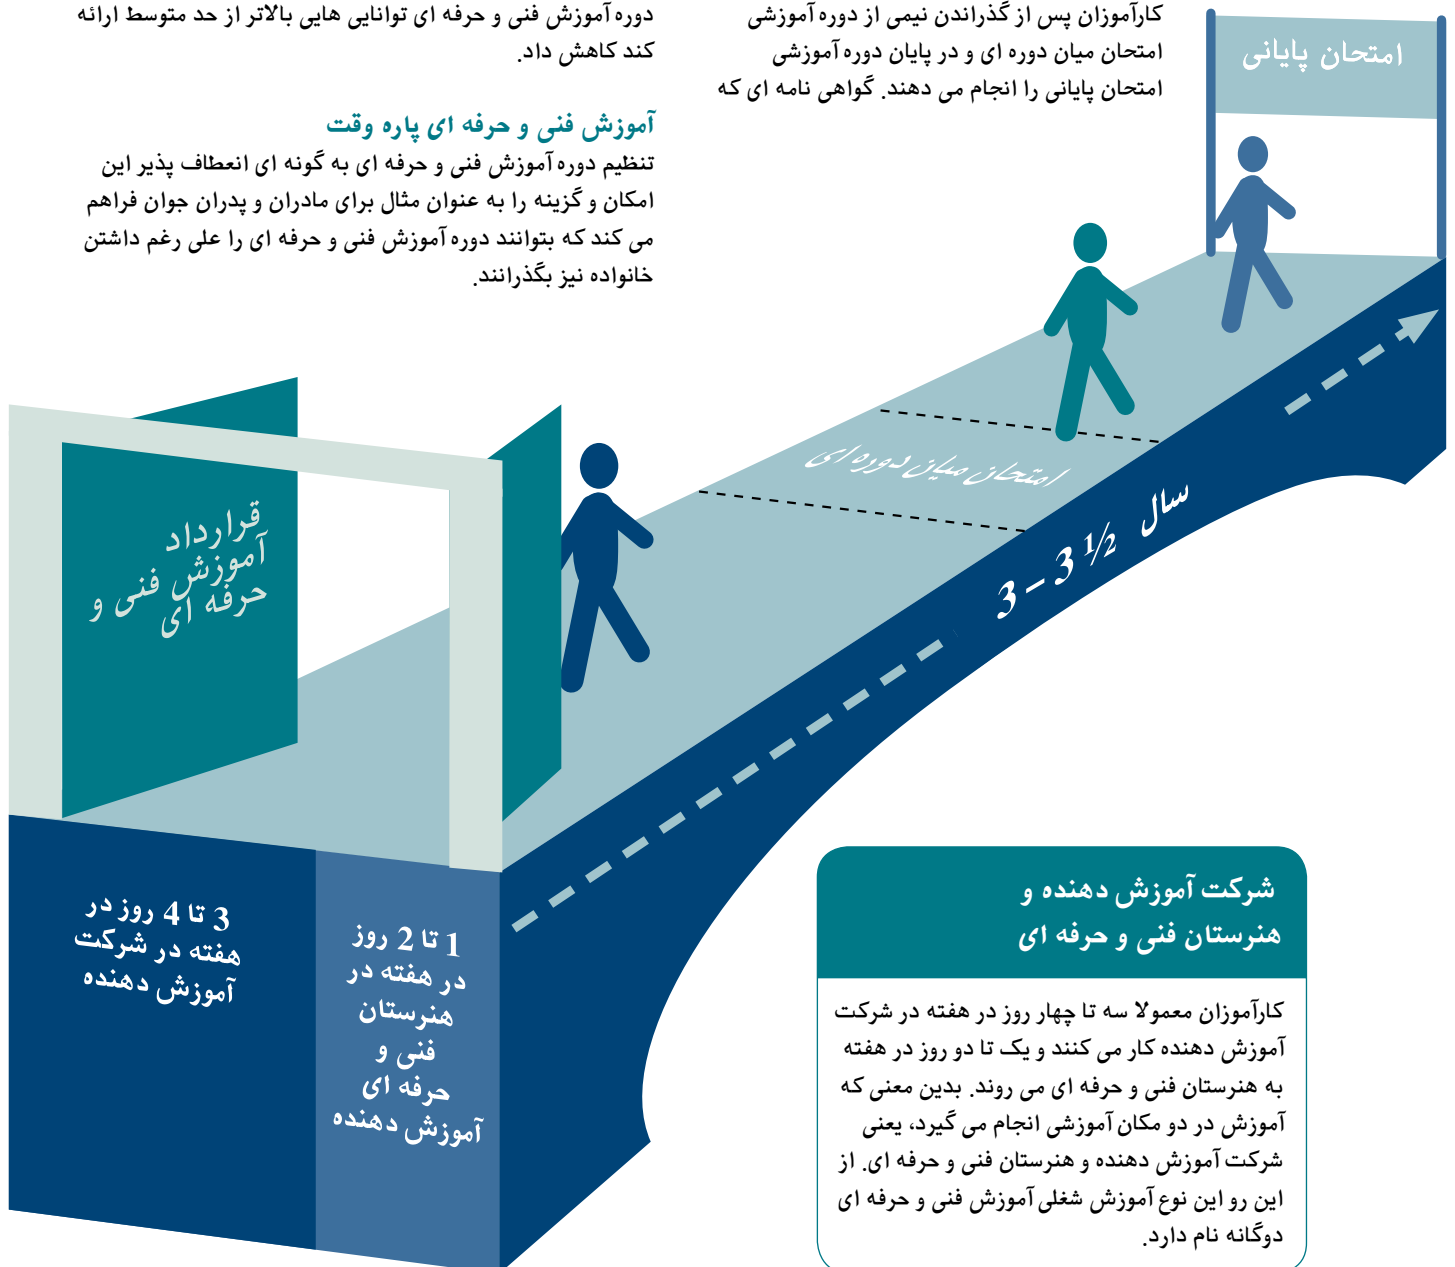 کارآموزان پس از گذراندن نیمی از دوره آموزشی
امتحان میان دوره ای و در پایان دوره آموزشی
امتحان پایانی را انجام می دهند. گواهی نامه ای که
دوره آموزش فنی و حرفه ای توانایی هایی بالاتر از حد متوسط ارائه
کند کاهش داد.
آموزش فنی و حرفه ای پاره وقت
تنظیم دوره آموزش فنی و حرفه ای به گونه ای انعطاف پذیر این
امکان و گزینه را به عنوان مثال برای مادران و پدران جوان فراهم
می کند که بتوانند دوره آموزش فنی و حرفه ای را علی رغم داشتن
خانواده نیز بگذرانند.
امتحان پایانی
امتحان میان دوره ای
3 – 3 ½ سال
قرارداد
آموزش فنی و
حرفه ای
3 تا 4 روز در
هفته در شرکت
آموزش دهنده
1 تا 2 روز
در هفته در
هنرستان
فنی و
حرفه ای
آموزش دهنده
شرکت آموزش دهنده و
هنرستان فنی و حرفه ای
کارآموزان معمولا سه تا چهار روز در هفته در شرکت
آموزش دهنده کار می کنند و یک تا دو روز در هفته
به هنرستان فنی و حرفه ای می روند. بدین معنی که
آموزش در دو مکان آموزشی انجام می گیرد، یعنی
شرکت آموزش دهنده و هنرستان فنی و حرفه ای. از
این رو این نوع آموزش شغلی آموزش فنی و حرفه ای
دوگانه نام دارد.